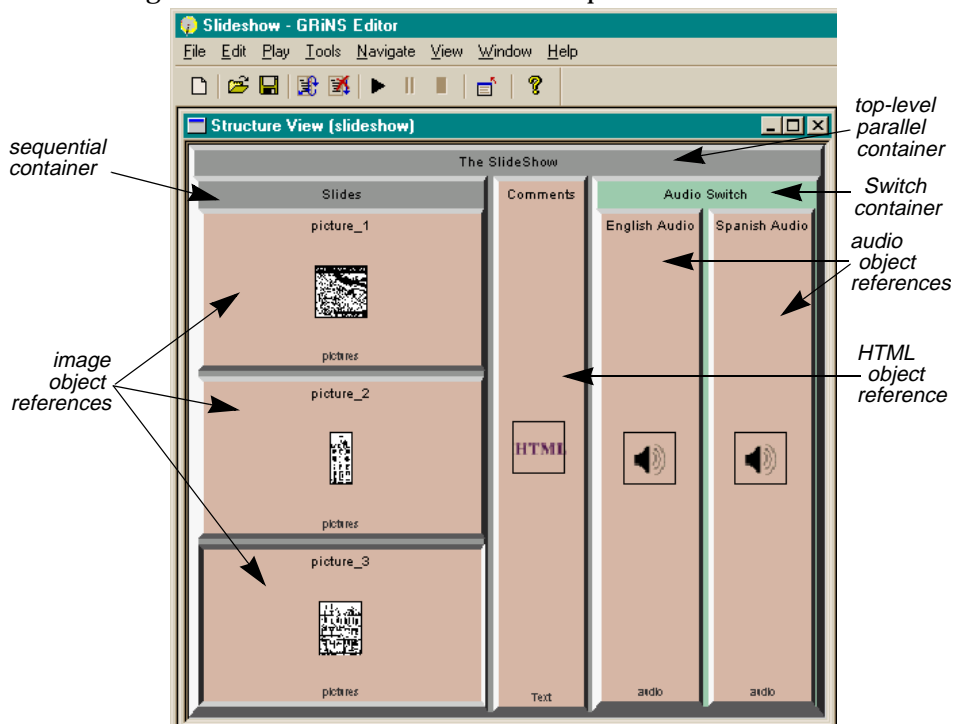 Slideshow - GRiNS Editor
File Edit Play Tools Navigate View Window Help
Structure View (slideshow)
top-level
parallel
container
sequential
container
The SlideShow
Slides
Comments
Audio Switch
Switch
container
picture_1
English Audio
Spanish Audio
audio
object
references
pictures
image
object
references
HTML
object
reference
picture_2
HTML
pictures
picture_3
pictures
Text
audio
audio